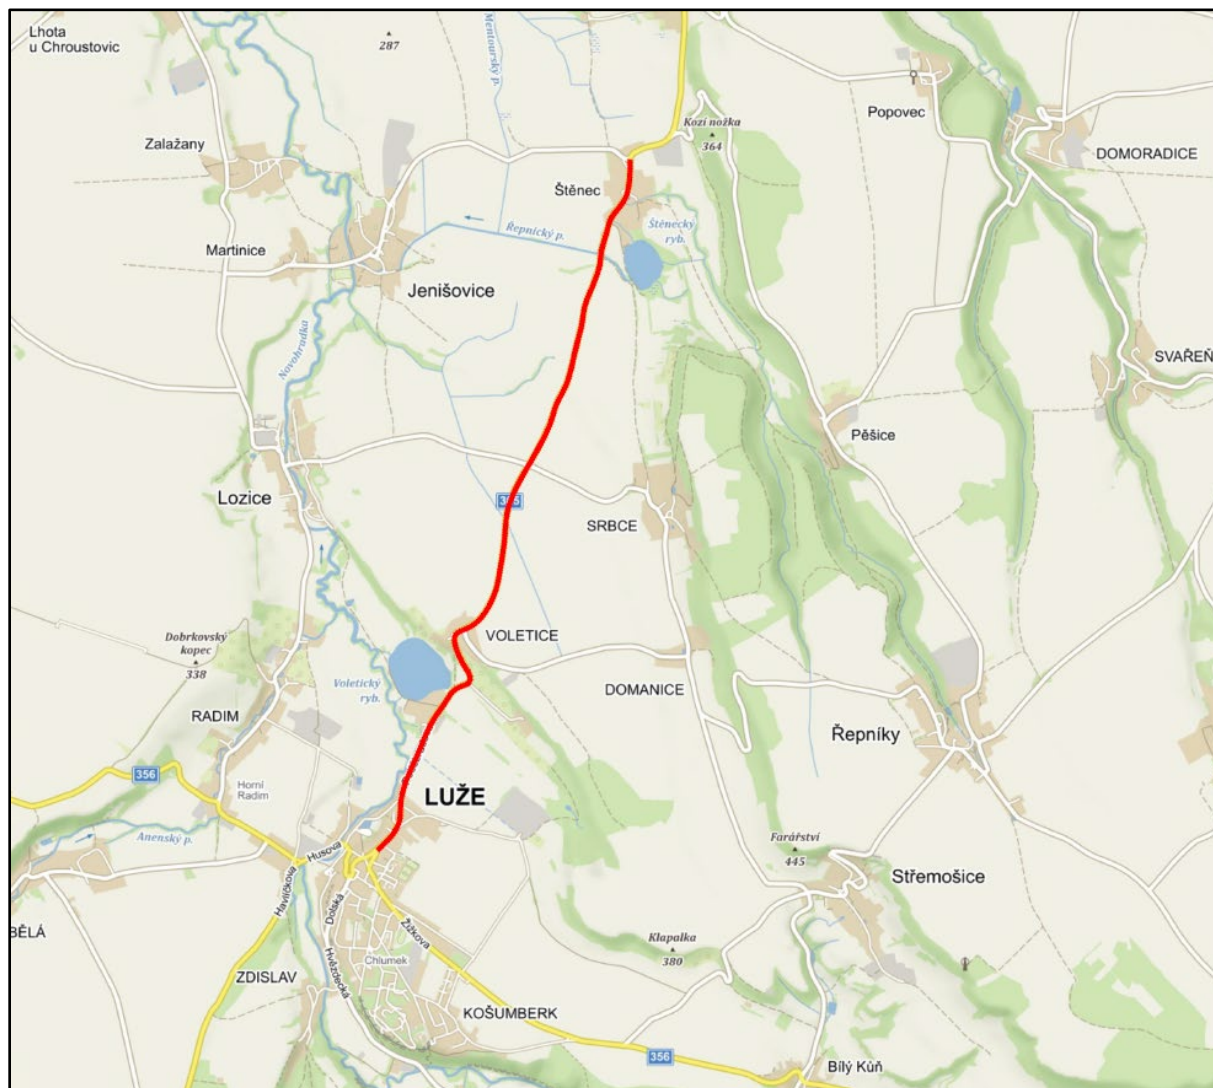 Lhota
u Chroustovic
287
Mentourský p.
Kozí nožka
364
Popovec
DOMORADICE
Zalažany
Štěnec
Řepnický p.
Štěnecký
ryb.
Martinice
Jenišovice
Novohradka
SVAŘEŇ
Pěšice
Lozice
SRBCE
Dobrkovský
kopec
338
VOLETICE
Voletický
ryb.
DOMANICE
RADIM
Řepníky
356
Horní
Radim
LUŽE
Anenský p.
Husova
Farářství
445
Střemošice
Havlíčkova
Dolská
Žižkova
BĚLÁ
Hvězdecká
Chlumek
Klapalka
380
ZDISLAV
KOŠUMBERK
356
Bílý Kůň